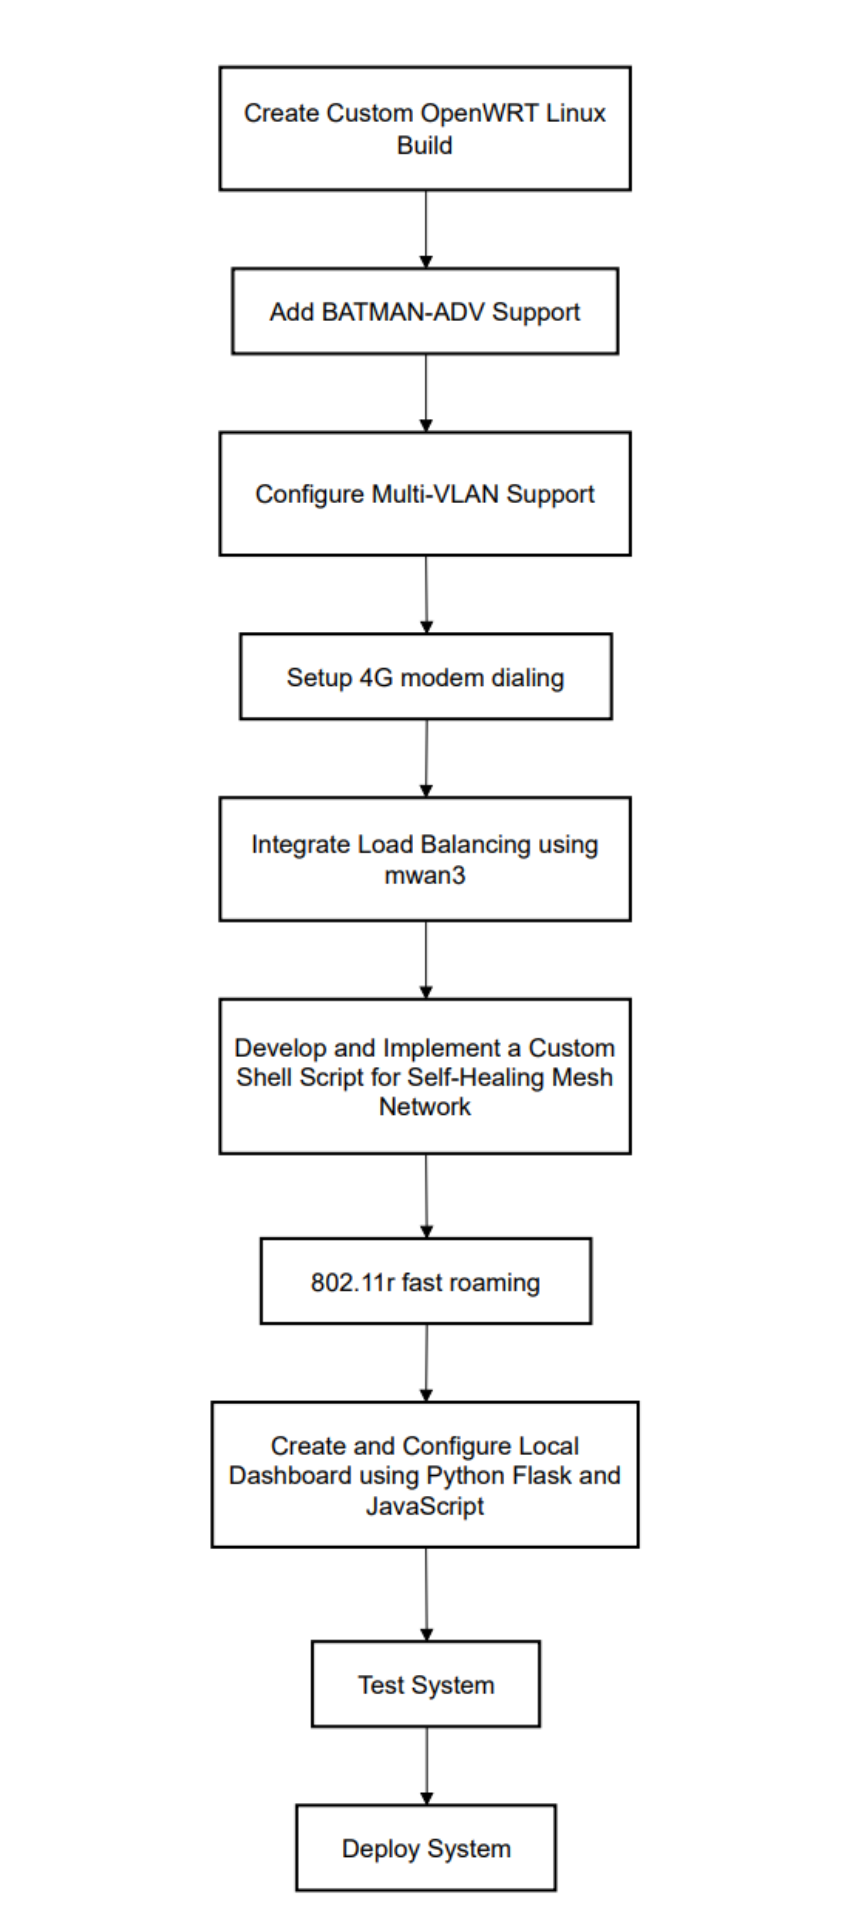 Create Custom OpenWRT Linux
Build
Add BATMAN-ADV Support
Configure Multi-VLAN Support
Setup 4G modem dialing
Integrate Load Balancing using
mwan3
Develop and Implement a Custom
Shell Script for Self-Healing Mesh
Network
802.11r fast roaming
Create and Configure Local
Dashboard using Python Flask and
JavaScript
Test System
Deploy System